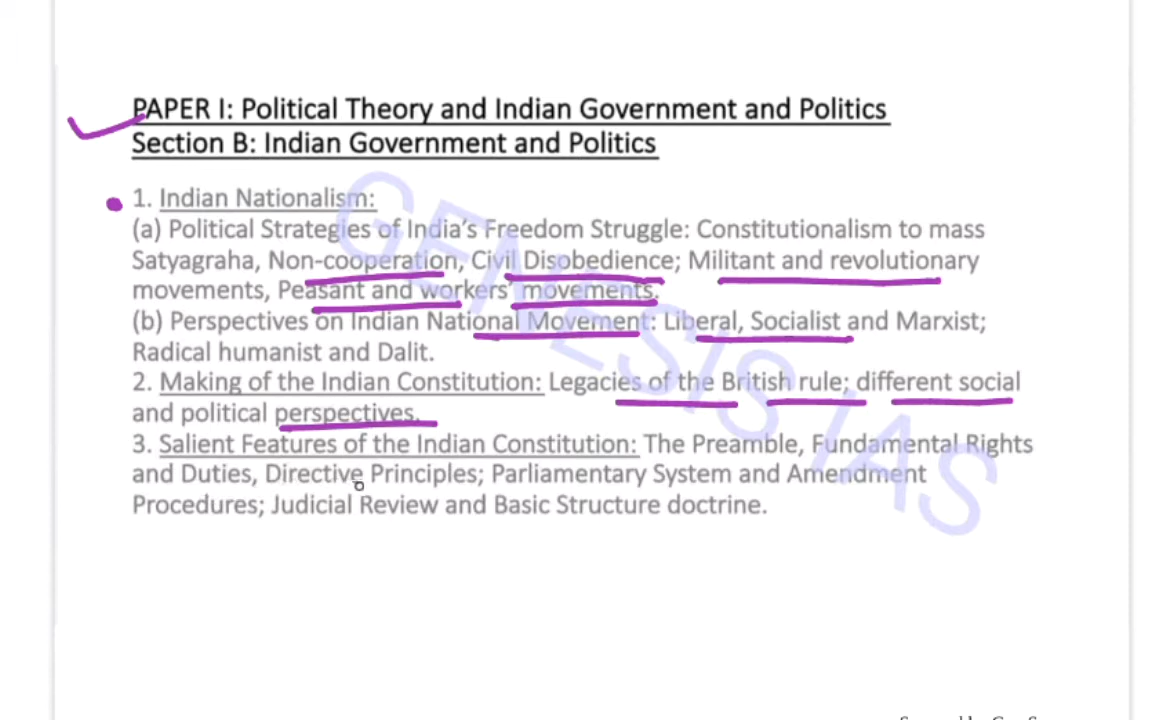 PAPER I: Political Theory and Indian Government and Politics
Section B: Indian Government and Politics
1. Indian Nationalism:
(a) Political Strategies of India’s Freedom Struggle: Constitutionalism to mass
Satyagraha, Non-cooperation, Civil Disobedience; Militant and revolutionary
movements, Peasant and workers’ movements.
(b) Perspectives on Indian National Movement: Liberal, Socialist and Marxist;
Radical humanist and Dalit.
2. Making of the Indian Constitution: Legacies of the British rule; different social
and political perspectives.
3. Salient Features of the Indian Constitution: The Preamble, Fundamental Rights
and Duties, Directive Principles; Parliamentary System and Amendment
Procedures; Judicial Review and Basic Structure doctrine.
GENESIS IAS